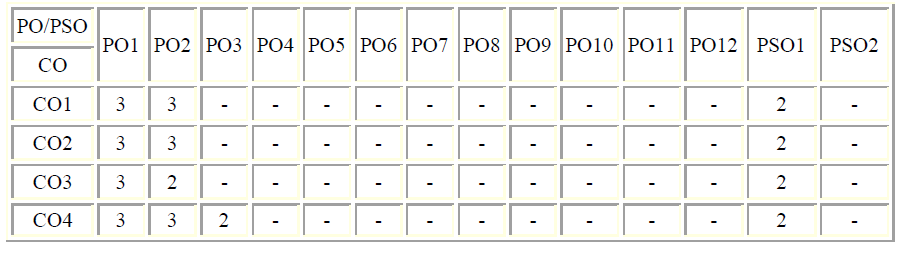 PO/PSO PO1 PO2 PO3 PO4 PO5 PO6 PO7 PO8 PO9 PO10 PO11 PO12 PSO1 PSO2
CO
CO1 3 3 - - - - - - - - - - 2 -
CO2 3 3 - - - - - - - - - - 2 -
CO3 3 2 - - - - - - - - - - 2 -
CO4 3 3 2 - - - - - - - - - 2 -